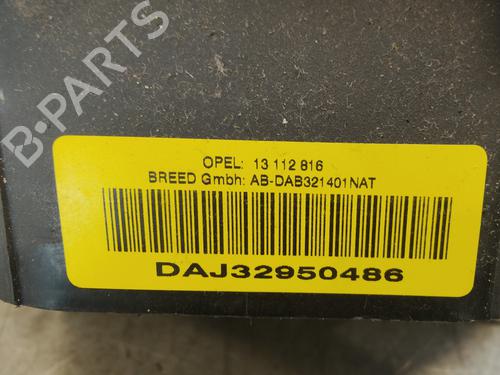 B-PARTS
OPEL: 13 112 816
BREED Gmbh: AB-DAB321401NAT
DAJ32950486